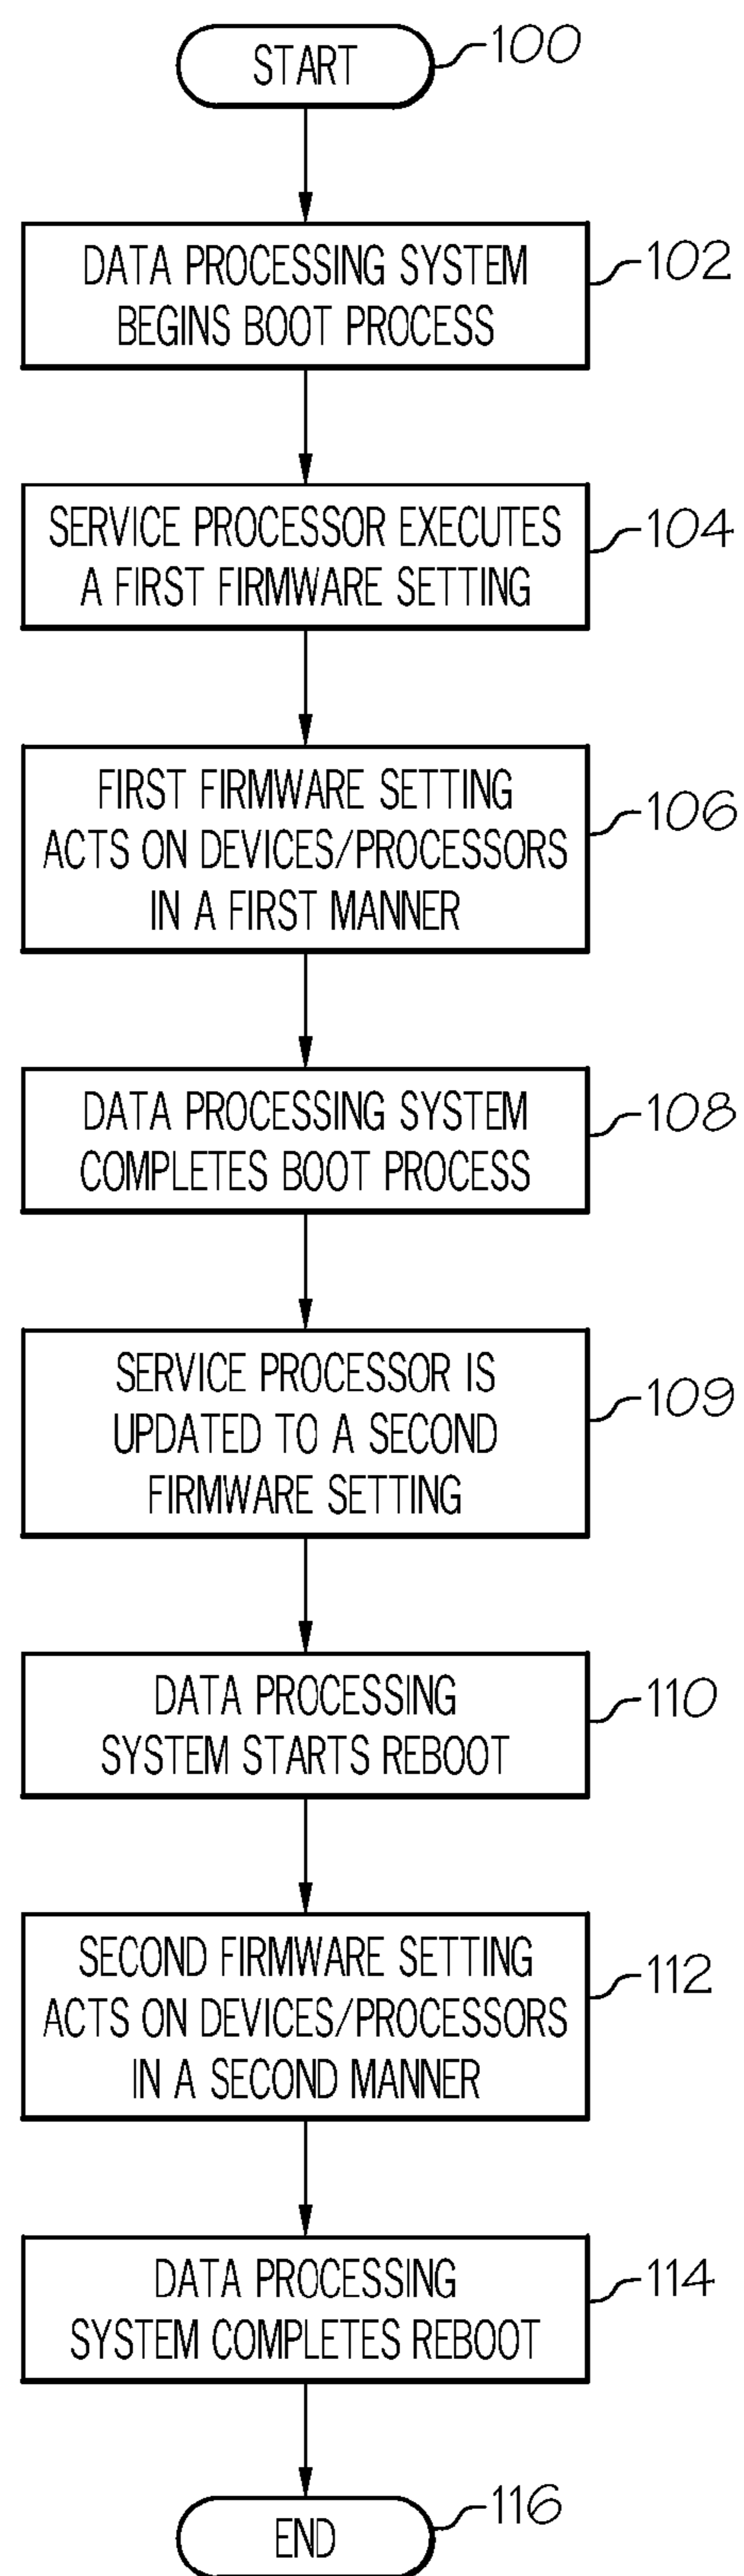 START
100
DATA PROCESSING SYSTEM
BEGINS BOOT PROCESS
102
SERVICE PROCESSOR EXECUTES
A FIRST FIRMWARE SETTING
104
FIRST FIRMWARE SETTING
ACTS ON DEVICES/PROCESSORS
IN A FIRST MANNER
106
DATA PROCESSING SYSTEM
COMPLETES BOOT PROCESS
108
SERVICE PROCESSOR IS
UPDATED TO A SECOND
FIRMWARE SETTING
109
DATA PROCESSING
SYSTEM STARTS REBOOT
110
SECOND FIRMWARE SETTING
ACTS ON DEVICES/PROCESSORS
IN A SECOND MANNER
112
DATA PROCESSING
SYSTEM COMPLETES REBOOT
114
END
116